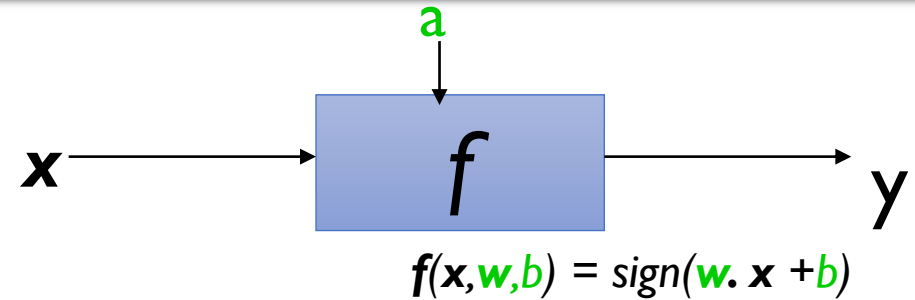 a
x
f
y
f(x,w,b) = sign(w. x +b)